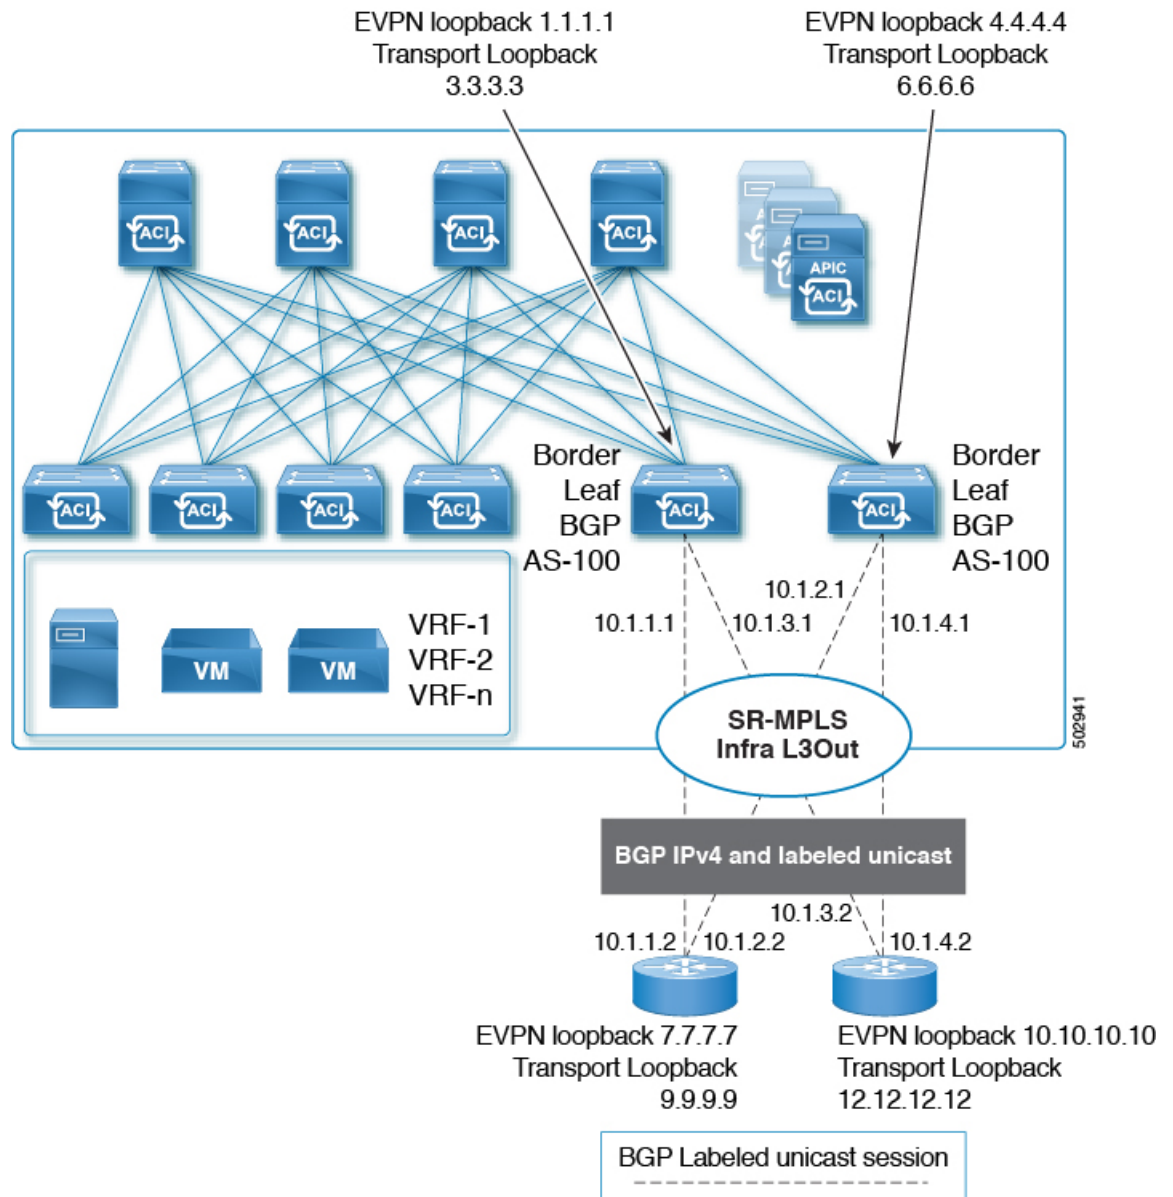 EVPN loopback 1.1.1.1
Transport Loopback
3.3.3.3
EVPN loopback 4.4.4.4
Transport Loopback
6.6.6.6
ACI
ACI
ACI
ACI
A
A
APIC
ACI
ACI
ACI
ACI
ACI
Border
Leaf
BGP
AS-100
ACI
ACI
Border
Leaf
BGP
AS-100
VM
VM
VRF-1
VRF-2
VRF-n
10.1.1.1
10.1.3.1
10.1.2.1
10.1.4.1
SR-MPLS
Infra L3Out
502941
BGP IPv4 and labeled unicast
10.1.1.2
10.1.2.2
10.1.3.2
10.1.4.2
EVPN loopback 7.7.7.7
Transport Loopback
9.9.9.9
EVPN loopback 10.10.10.10
Transport Loopback
12.12.12.12
BGP Labeled unicast session